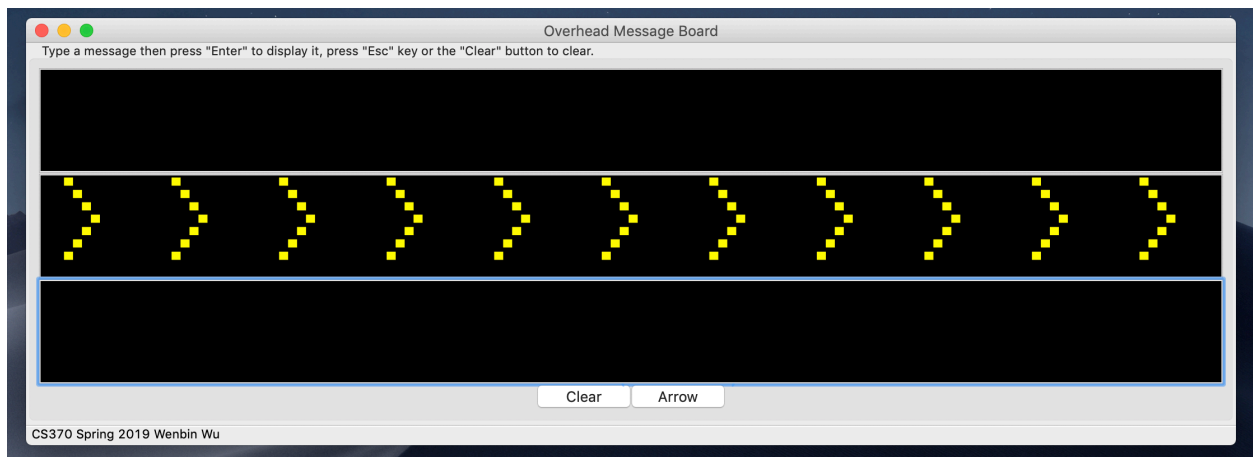 Overhead Message Board
Type a message then press "Enter" to display it, press "Esc" key or the "Clear" button to clear.
> > > > > > > > > > >
Clear Arrow
CS370 Spring 2019 Wenbin Wu